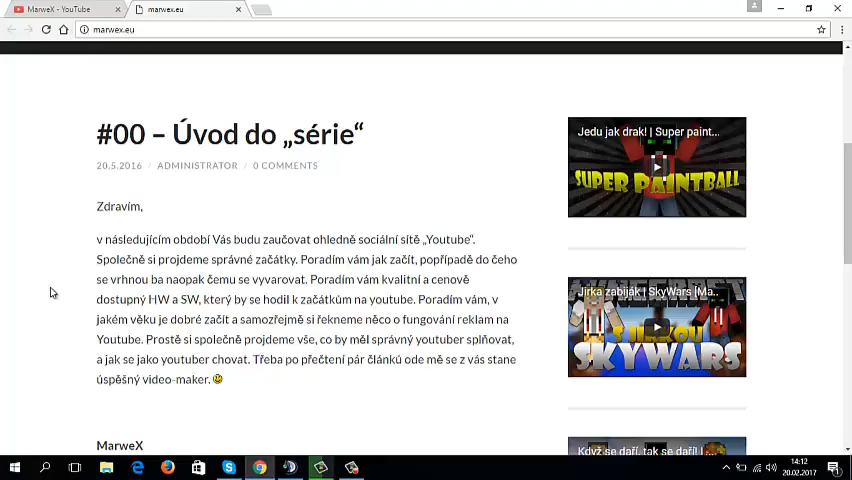 MarweX - YouTube
marwex.eu
marwex.eu
#00 – Úvod do „série“
20.5.2016 / ADMINISTRATOR / 0 COMMENTS
Zdravím,
v následujícím období Vás budu zaučovat ohledně sociální sítě „Youtube“.
Společně si projdeme správné začátky. Poradím vám jak začít, popřípadě do čeho
se vrhnou ba naopak čemu se vyvarovat. Poradím vám kvalitní a cenově
dostupný HW a SW, který by se hodil k začátkům na youtube. Poradím vám, v
jakém věku je dobré začít a samozřejmě si řekneme něco o fungování reklam na
Youtube. Prostě si společně projdeme vše, co by měl správný youtuber splňovat,
a jak se jako youtuber chovat. Třeba po přečtení pár článkú ode mě se z vás stane
úspěšný video-maker.
MarweX
Jedu jak drak! | Super paint...
SUPER PAINTBALL
Jirka zabiják | SkyWars [Ma...
MINECRAFT
S JIRKOU
SKYWARS
Když se daří, tak se daří! | ...
14:12
20.02.2017